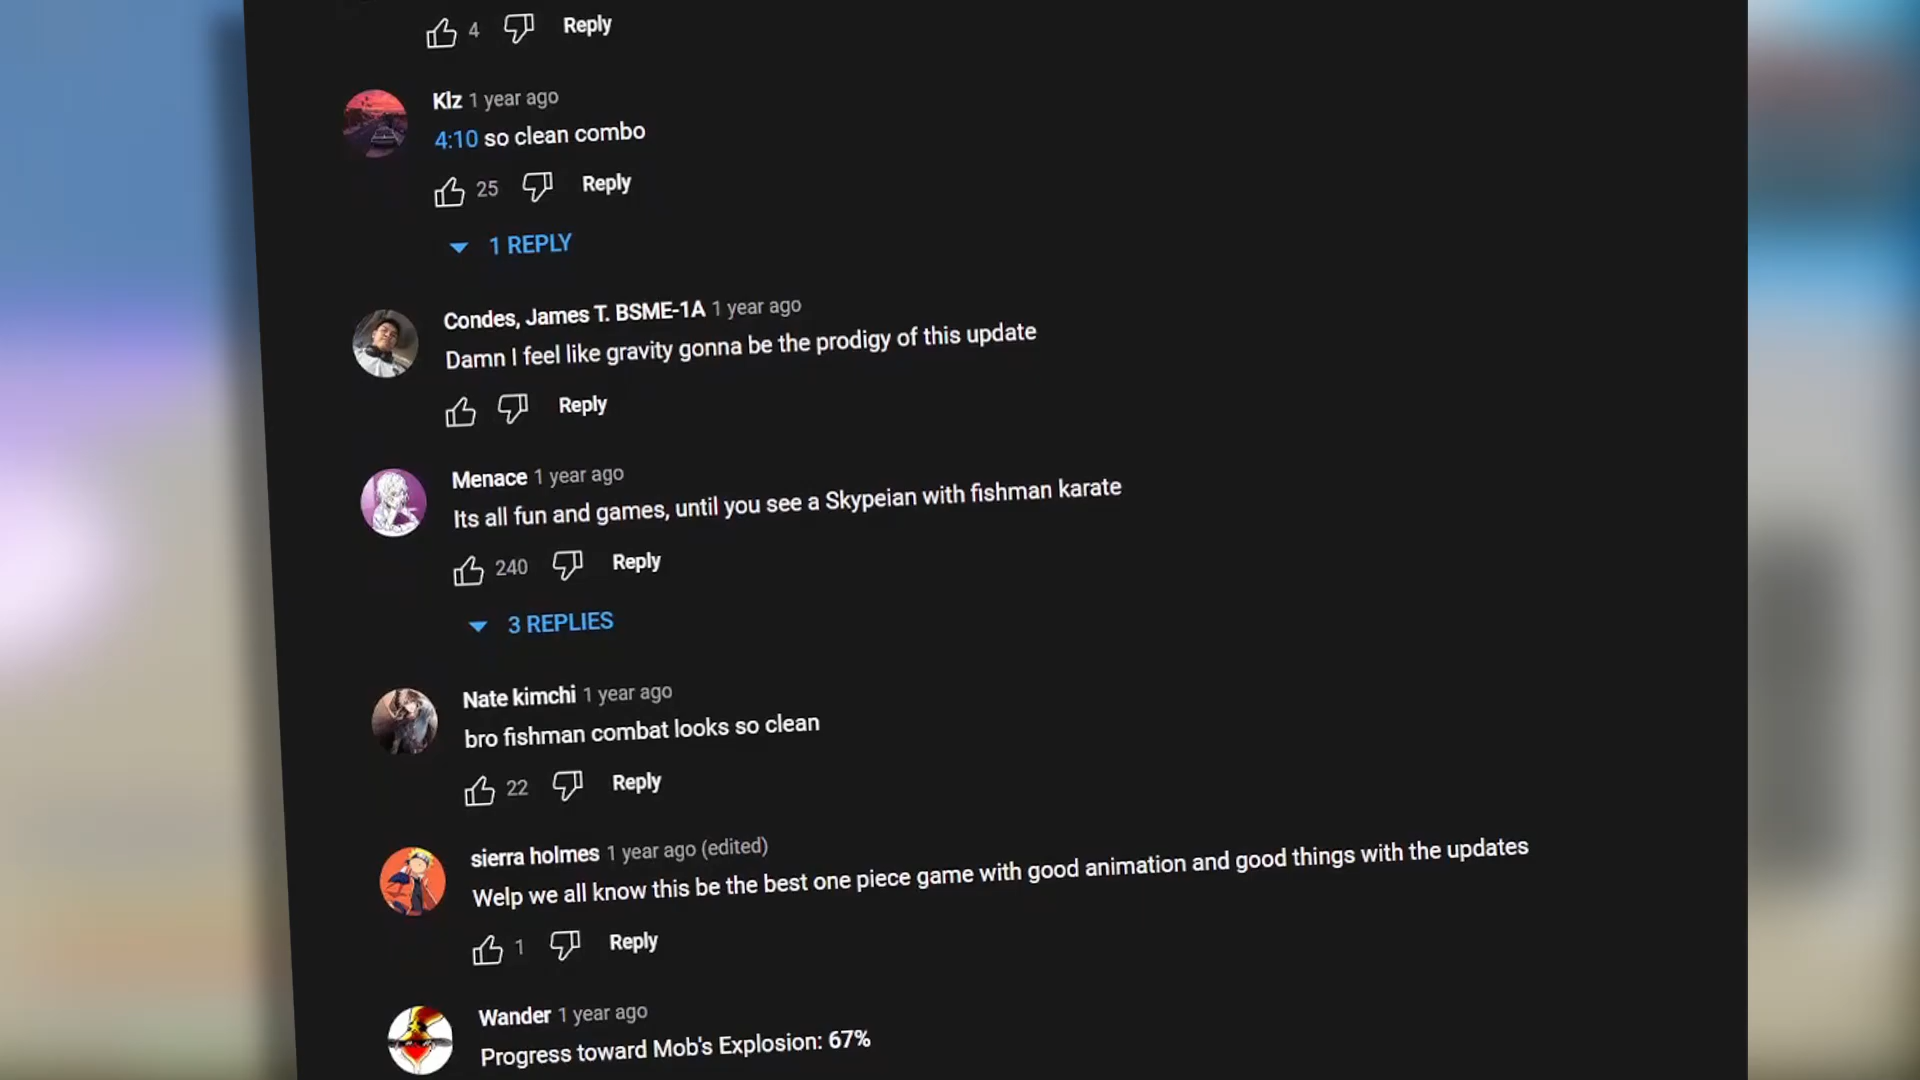 4 Reply
Klz 1 year ago
4:10 so clean combo
25 Reply
1 REPLY
Condes, James T. BSME-1A 1 year ago
Damn I feel like gravity gonna be the prodigy of this update
Reply
Menace 1 year ago
Its all fun and games, until you see a Skypeian with fishman karate
240 Reply
3 REPLIES
Nate kimchi 1 year ago
bro fishman combat looks so clean
22 Reply
sierra holmes 1 year ago (edited)
Welp we all know this be the best one piece game with good animation and good things with the updates
1 Reply
Wander 1 year ago
Progress toward Mob's Explosion: 67%